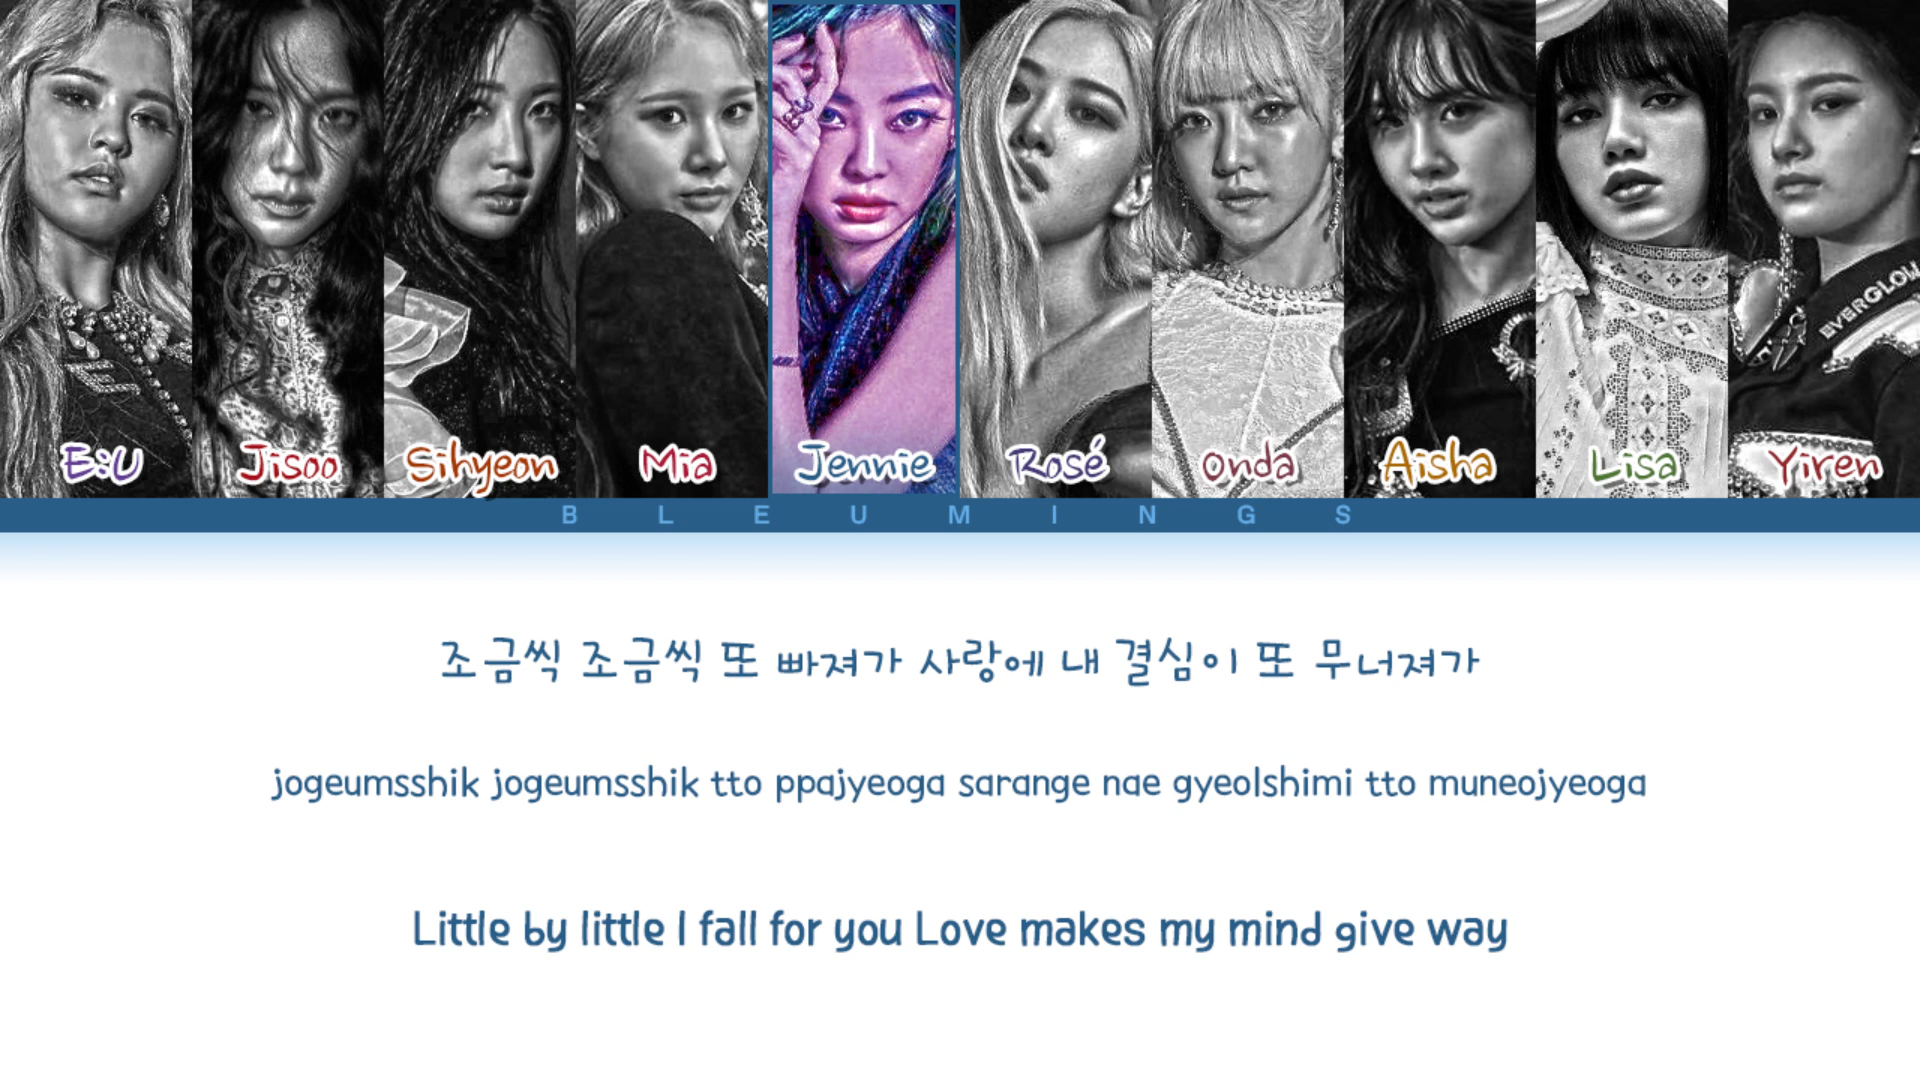 E:U Jisoo Sihyeon Mia Jennie Rosé Onda Aisha Lisa Yiren
EVERGLOW
BLEUMINGS
조금씩 조금씩 또 빠져가 사랑에 내 결심이 또 무너져가
jogeumsshik jogeumsshik tto ppajyeoga sarange nae gyeolshimi tto muneojyeoga
Little by little I fall for you Love makes my mind give way